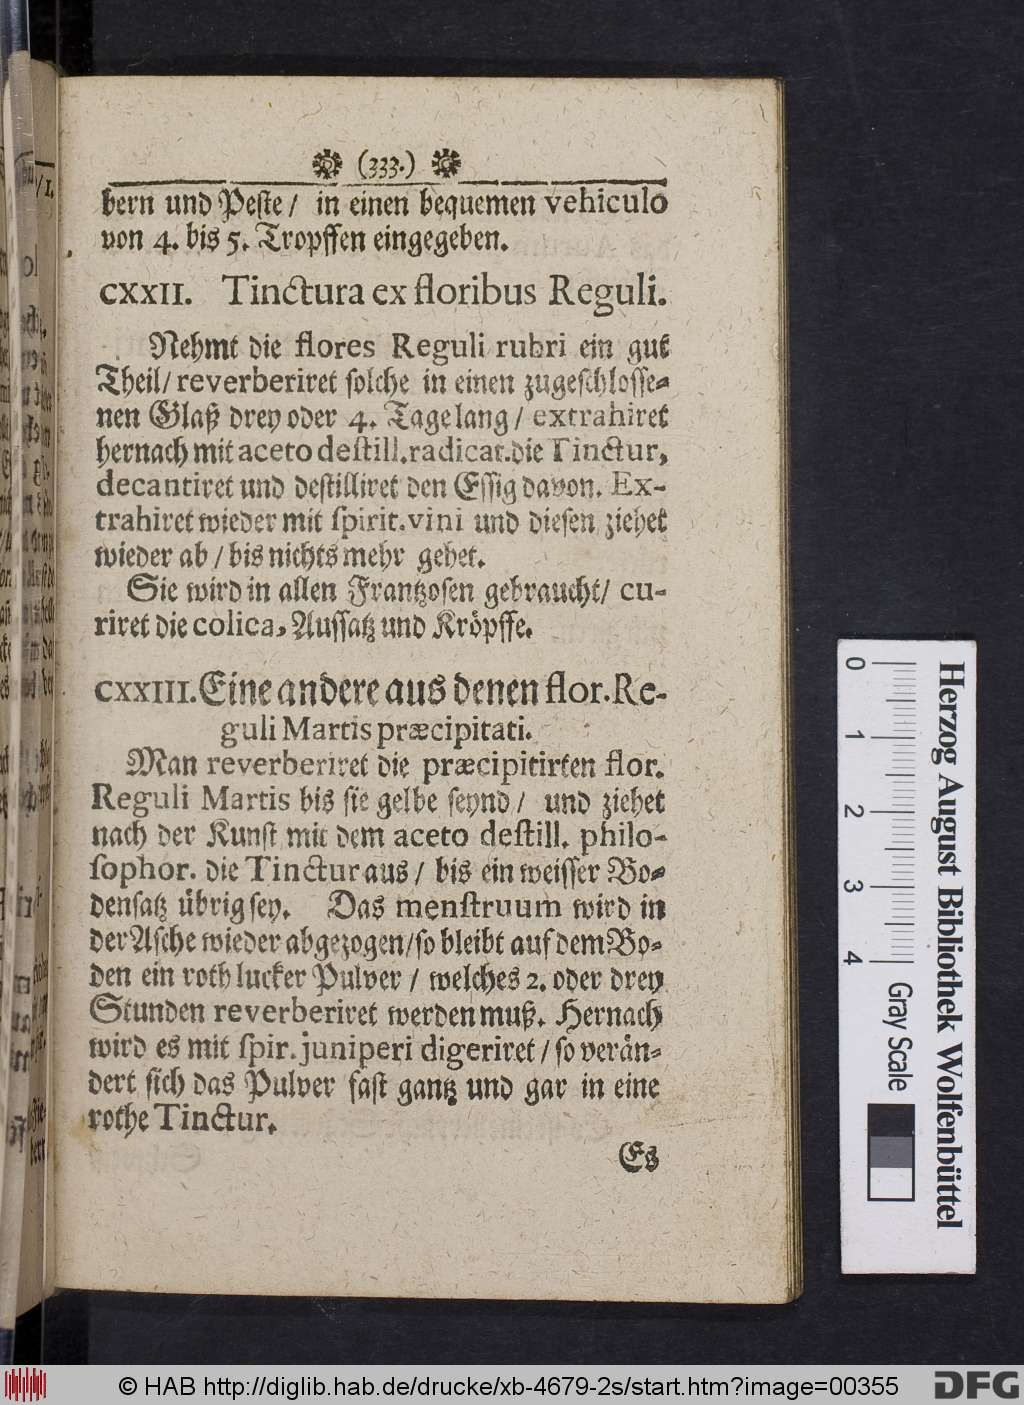 (333.)
bern und Peste/ in einen bequemen vehiculo
von 4. bis 5. Tropffen eingegeben.
CXXII. Tinctura ex floribus Reguli.
Nehmt die flores Reguli rubri ein gut
Theil/ reverberiret solche in einen zugeschlosse-
nen Glaß drey oder 4. Tage lang/ extrahiret
hernach mit aceto destill. radicat. die Tinctur,
decantiret und destilliret den Essig davon. Ex-
trahiret wieder mit spirit. vini und diesen ziehet
wieder ab/ bis nichts mehr gehet.
Sie wird in allen Frantzosen gebraucht/ cu-
riret die colica, Aussatz und Kröpffe.
CXXIII. Eine andere aus denen flor. Re-
guli Martis præcipitati.
Man reverberiret die præcipitirten flor.
Reguli Martis bis sie gelbe seynd/ und ziehet
nach der Kunst mit dem aceto destill. philo-
sophor. die Tinctur aus/ bis ein weisser Bo-
densatz übrig sey. Das menstruum wird in
der Asche wieder abgezogen/ so bleibt auf dem Bo-
den ein roth lucker Pulver/ welches 2. oder drey
Stunden reverberiret werden muß. Hernach
wird es mit spir. juniperi digeriret/ so verän-
dert sich das Pulver fast gantz und gar in eine
rothe Tinctur.
Es
0 1 2 3 4
Gray Scale
Herzog August Bibliothek Wolfenbüttel
© HAB http://diglib.hab.de/drucke/xb-4679-2s/start.htm?image=00355
DFG